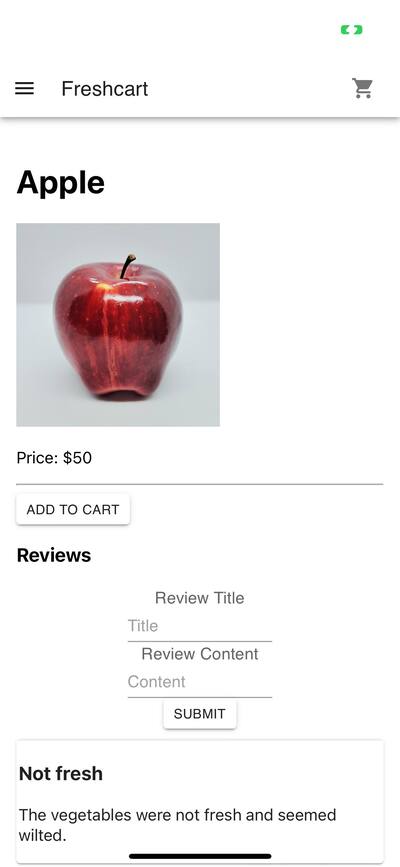 Freshcart
Apple
Price: $50
ADD TO CART
Reviews
Review Title
Title
Review Content
Content
SUBMIT
Not fresh
The vegetables were not fresh and seemed
wilted.